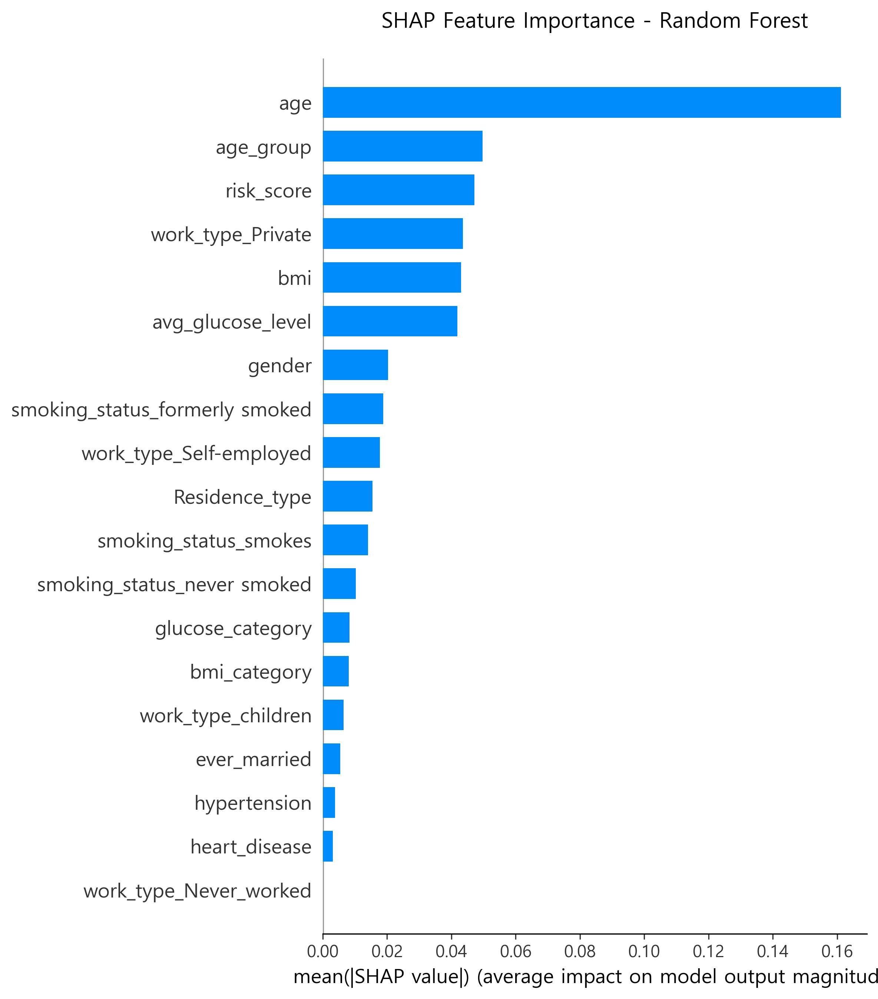 SHAP Feature Importance - Random Forest
age
age_group
risk_score
work_type_Private
bmi
avg_glucose_level
gender
smoking_status_formerly smoked
work_type_Self-employed
Residence_type
smoking_status_smokes
smoking_status_never smoked
glucose_category
bmi_category
work_type_children
ever_married
hypertension
heart_disease
work_type_Never_worked
0.00 0.02 0.04 0.06 0.08 0.10 0.12 0.14 0.16
mean(|SHAP value|) (average impact on model output magnitud